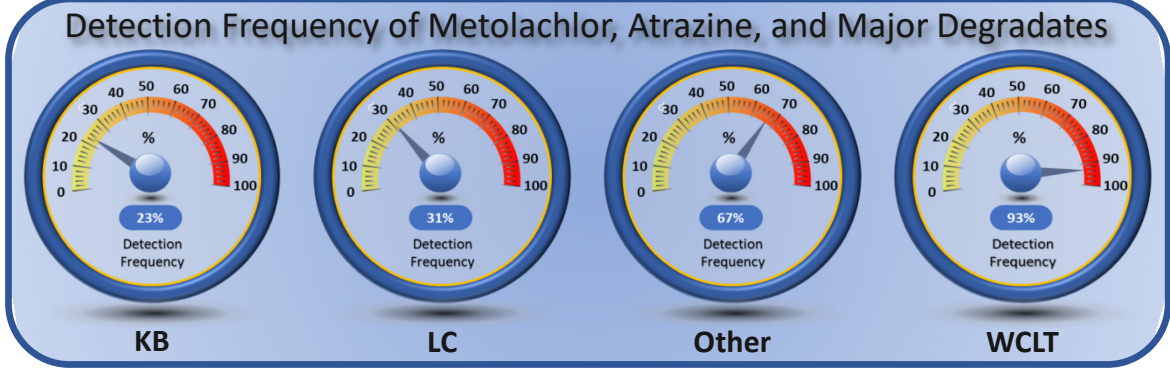 Detection Frequency of Metolachlor, Atrazine, and Major Degradates
0 10 20 30 40 50 60 70 80 90 100
%
23%
Detection
Frequency
KB
0 10 20 30 40 50 60 70 80 90 100
%
31%
Detection
Frequency
LC
0 10 20 30 40 50 60 70 80 90 100
%
67%
Detection
Frequency
Other
0 10 20 30 40 50 60 70 80 90 100
%
93%
Detection
Frequency
WCLT